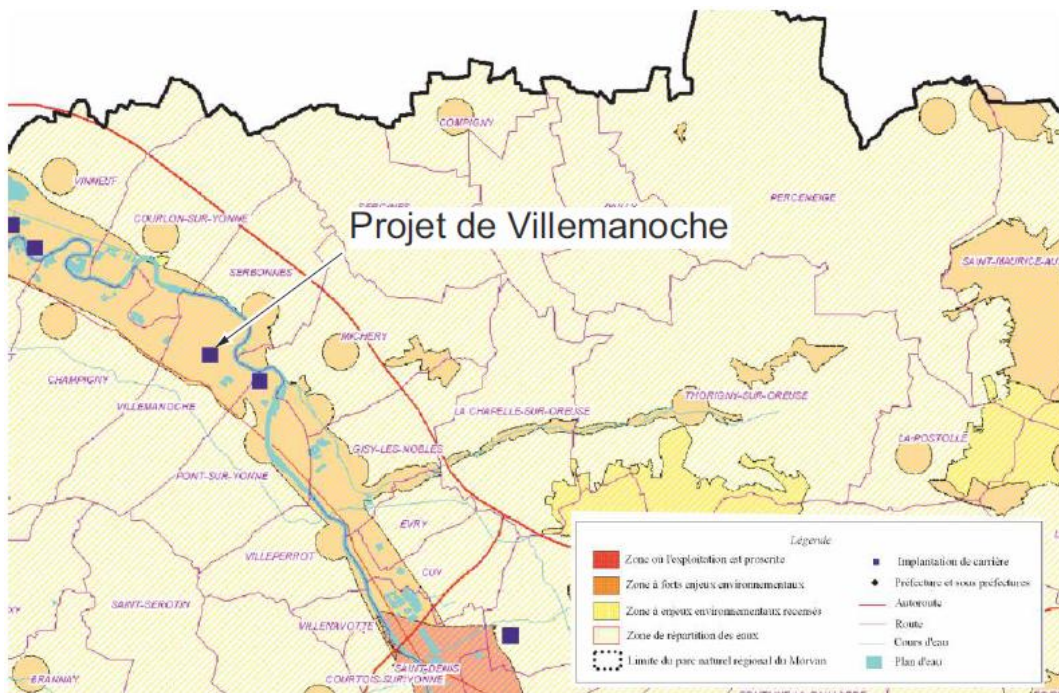 COMPIGNY
VINNEUF
PERCENEIGE
COURLON-SUR-YONNE
Projet de Villemanoche
SERBONNES
SAINT-MAURICE-AU
MICHERY
CHAMPIGNY
VILLEMANOCHE
LA CHAPELLE-SUR-OREUSE
THORIGNY-SUR-OREUSE
LA POSTOLLE
GISY-LES-NOBLES
PONT-SUR-YONNE
EVRY
VILLEPERROT
CUY
SAINT-SEROTIN
VILLENAVOTTE
SAINT-DENIS
COURTOIS-SUR-YONNE
BRANNAY
Légende
Zone où l'exploitation est proscrite
Zone à forts enjeux environnementaux
Zone à enjeux environnementaux recensés
Zone de répartition des eaux
Limite du parc naturel régional du Morvan
Implantation de carrière
Préfecture et sous préfectures
Autoroute
Route
Cours d'eau
Plan d'eau